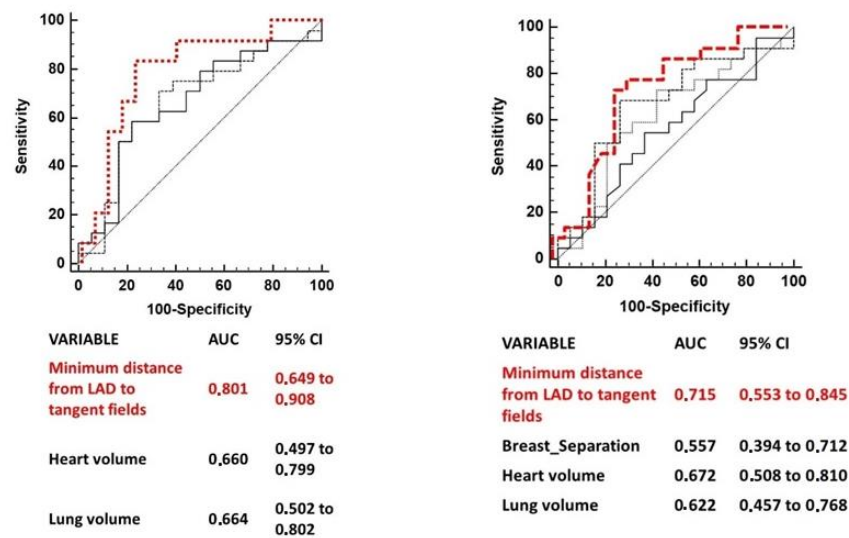 100
80
60
40
20
0
Sensitivity
0 20 40 60 80 100
100-Specificity
VARIABLE AUC 95% CI
Minimum distance
from LAD to
tangent fields
0.801
0.649 to
0.908
Heart volume
0.660
0.497 to
0.799
Lung volume
0.664
0.502 to
0.802
100
80
60
40
20
0
Sensitivity
0 20 40 60 80 100
100-Specificity
VARIABLE AUC 95% CI
Minimum distance
from LAD to tangent
fields
0.715 0.553 to 0.845
Breast_Separation 0.557 0.394 to 0.712
Heart volume 0.672 0.508 to 0.810
Lung volume 0.622 0.457 to 0.768